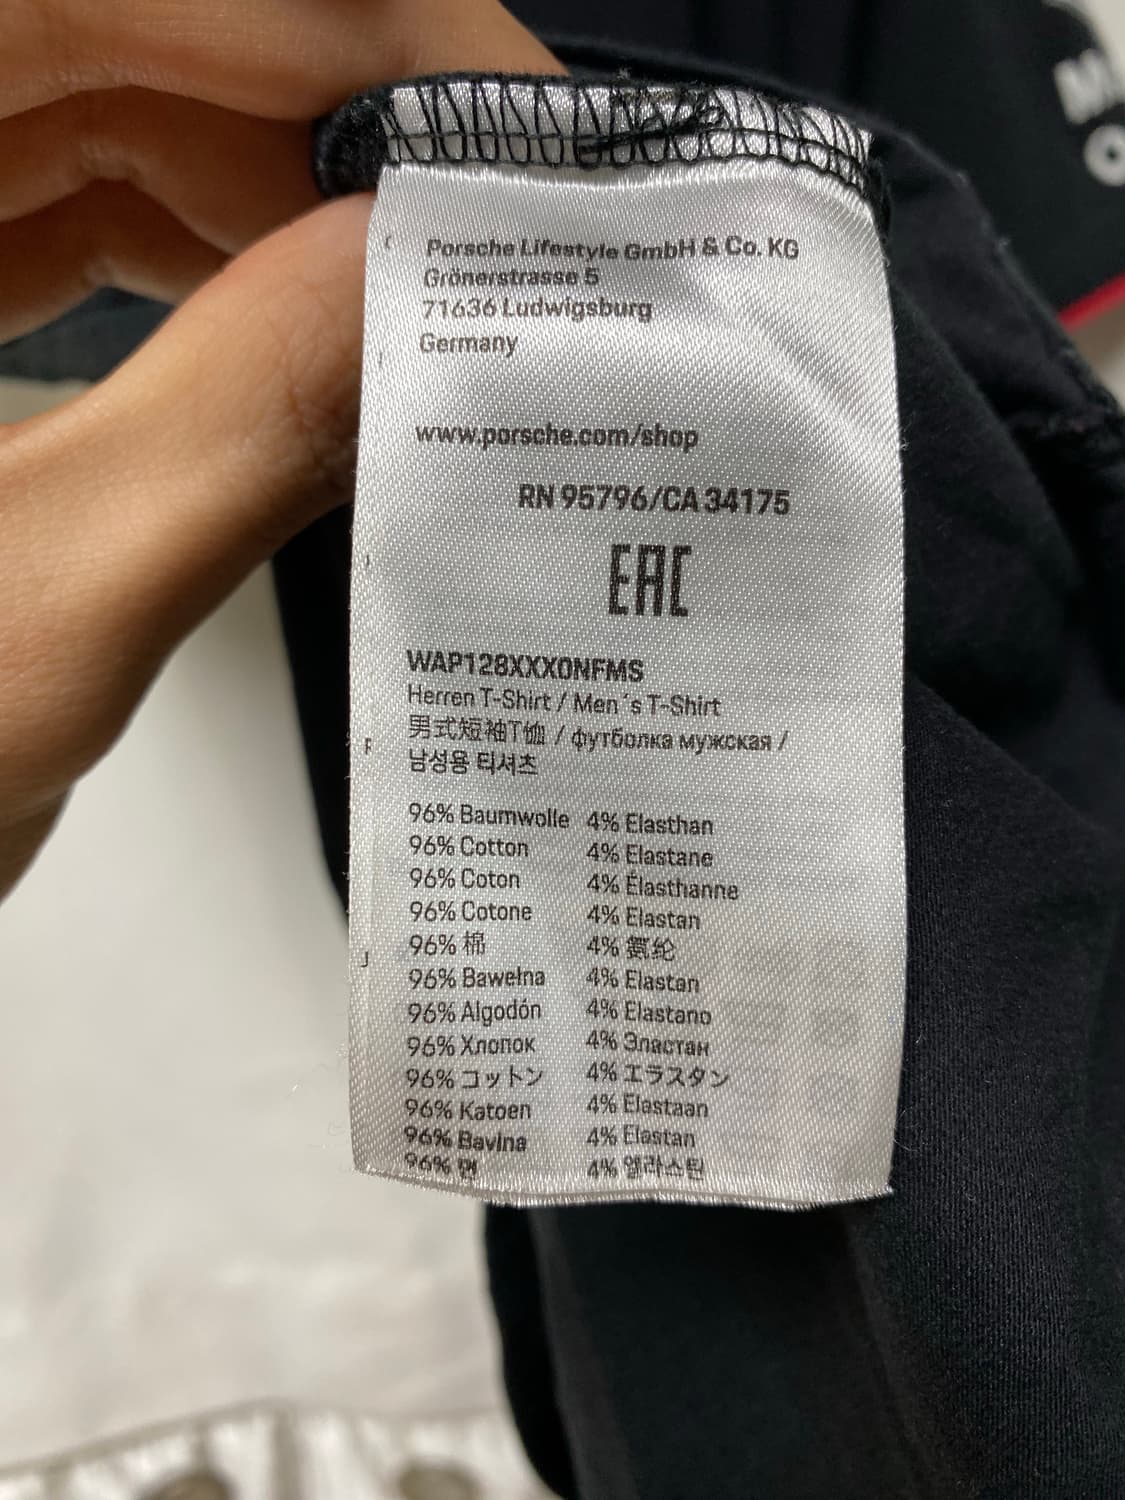 Porsche Lifestyle GmbH & Co. KG
Grönerstrasse 5
71636 Ludwigsburg
Germany
www.porsche.com/shop
RN 95796/CA 34175
EAC
WAP128XXX0NFMS
Herren T-Shirt / Men´s T-Shirt
男式短袖T恤 / футболка мужская /
남성용 티셔츠
96% Baumwolle 4% Elasthan
96% Cotton 4% Elastane
96% Coton 4% Élasthanne
96% Cotone 4% Elastan
96% 棉 4% 氨纶
96% Bawełna 4% Elastan
96% Algodón 4% Elastano
96% Хлопок 4% Эластан
96% コットン 4% エラスタン
96% Katoen 4% Elastaan
96% Bavlna 4% Elastan
96% 면 4% 엘라스틴